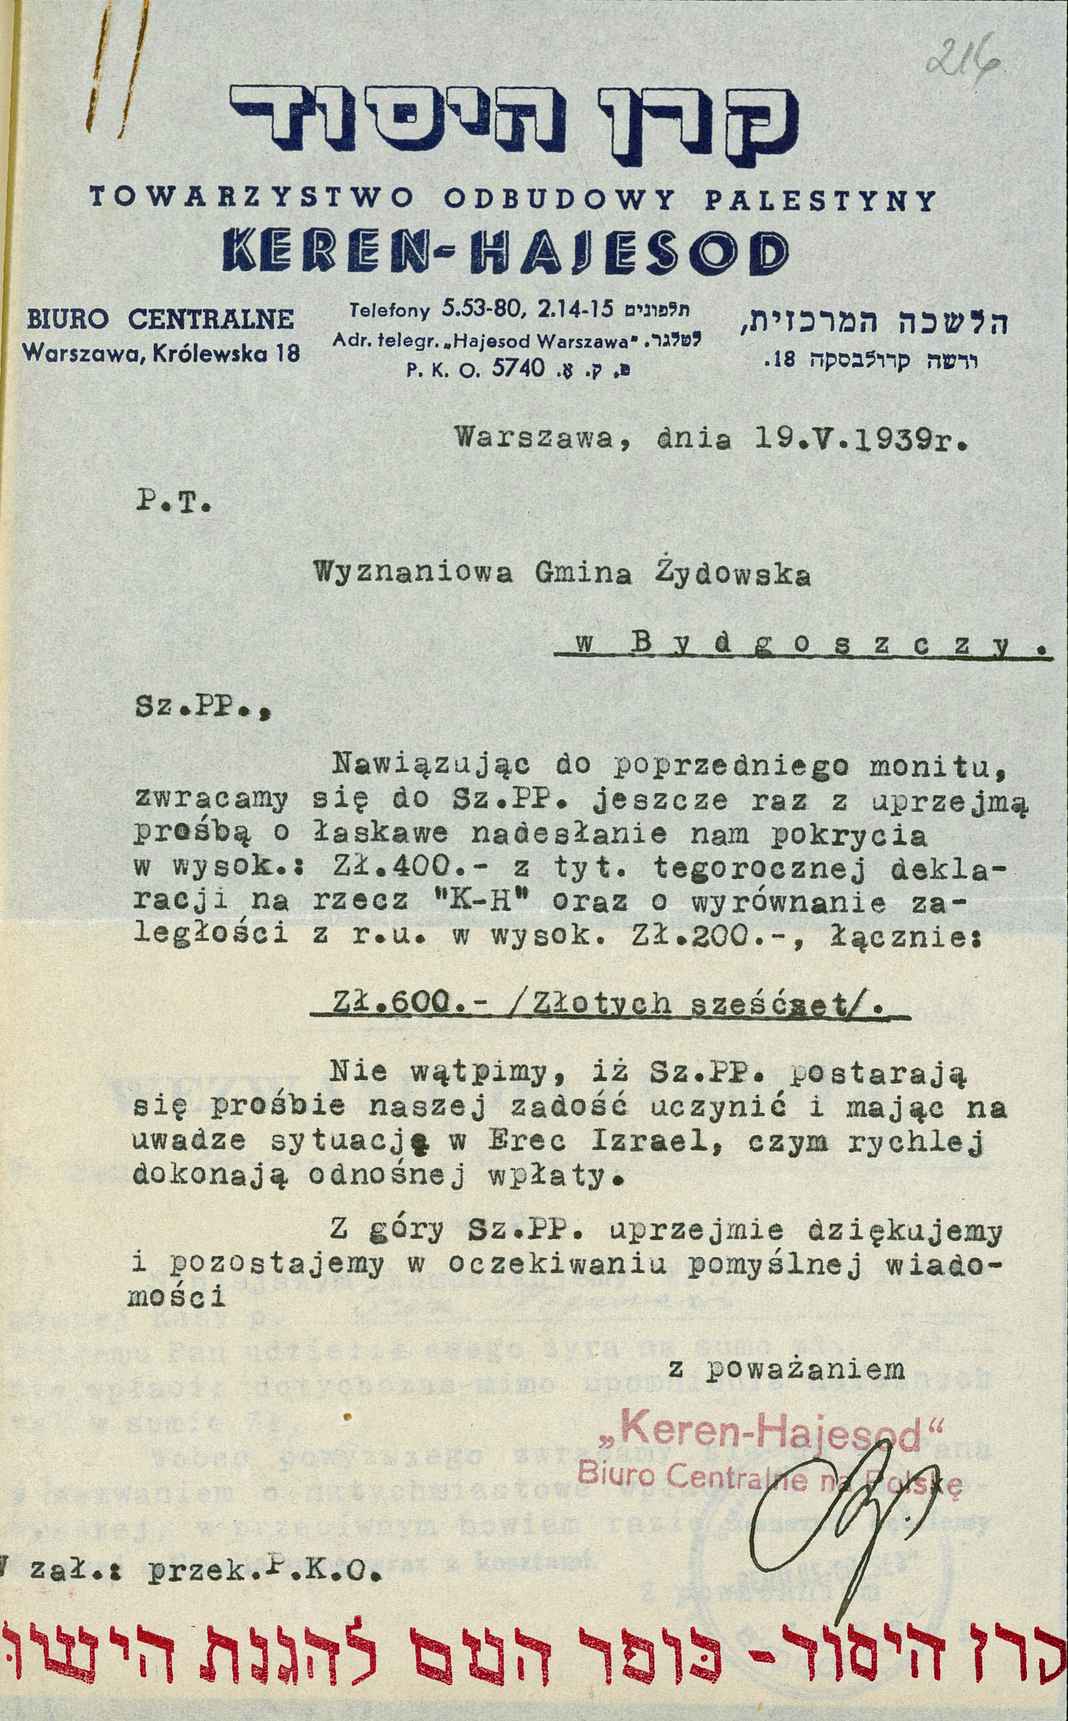 216
קרן היסוד
TOWARZYSTWO ODBUDOWY PALESTYNY
KEREN-HAJESOD
BIURO CENTRALNE
Warszawa, Królewska 18
Telefony 5.53-80, 2.14-15 תלפונים
Adr. telegr. „Hajesod Warszawa" .לטלגר
P. K. O. 5740 .פ. ק. א
הלשכה המרכזית,
ורשה קרולבסקה 18.
Warszawa, dnia 19.V.1939r.
P.T.
Wyznaniowa Gmina Żydowska
w Bydgoszczy.
Sz.PP.,
Nawiązując do poprzedniego monitu,
zwracamy się do Sz.PP. jeszcze raz z uprzejmą
prośbą o łaskawe nadesłanie nam pokrycia
w wysok.: Zł.400.- z tyt. tegorocznej dekla-
racji na rzecz "K-H" oraz o wyrównanie za-
ległości z r.u. w wysok. Zł.200.-, łącznie:
Zł.600.- /Złotych sześćset/.
Nie wątpimy, iż Sz.PP. postarają
się prośbie naszej zadość uczynić i mając na
uwadze sytuację w Erec Izrael, czym rychlej
dokonają odnośnej wpłaty.
Z góry Sz.PP. uprzejmie dziękujemy
i pozostajemy w oczekiwaniu pomyślnej wiado-
mości
z poważaniem
„Keren-Hajesod"
Biuro Centralne na Polskę
W zał.: przek.P.K.O.
קרן היסוד - כופר העם להגנת הישוב